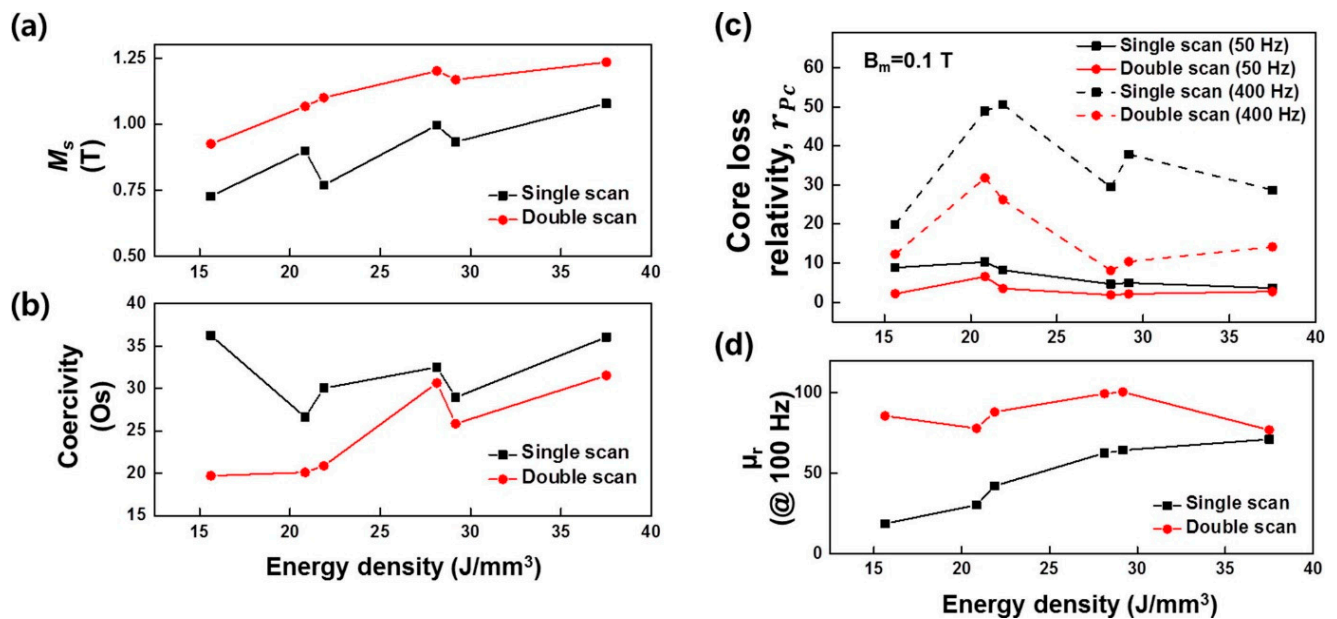 (a)
1.25
1.00
0.75
0.50
M_s
(T)
Single scan
Double scan
15 20 25 30 35 40
(b)
40
35
30
25
20
15
Coercivity
(Os)
Single scan
Double scan
15 20 25 30 35 40
Energy density (J/mm³)
(c)
B_m=0.1 T
Single scan (50 Hz)
Double scan (50 Hz)
Single scan (400 Hz)
Double scan (400 Hz)
60
50
40
30
20
10
0
Core loss
relativity, r_Pc
15 20 25 30 35 40
(d)
100
50
0
μ_r
(@ 100 Hz)
Single scan
Double scan
15 20 25 30 35 40
Energy density (J/mm³)